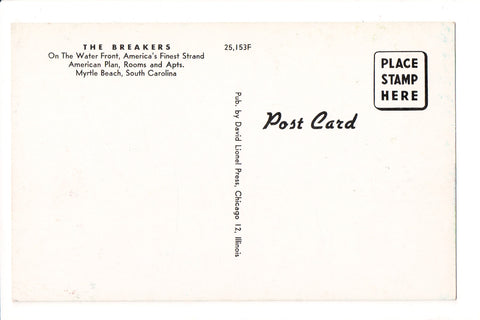 THE BREAKERS
On The Water Front, America's Finest Strand
American Plan, Rooms and Apts.
Myrtle Beach, South Carolina
25,153F
Pub. by David Lionel Press, Chicago 12, Illinois
Post Card
PLACE
STAMP
HERE